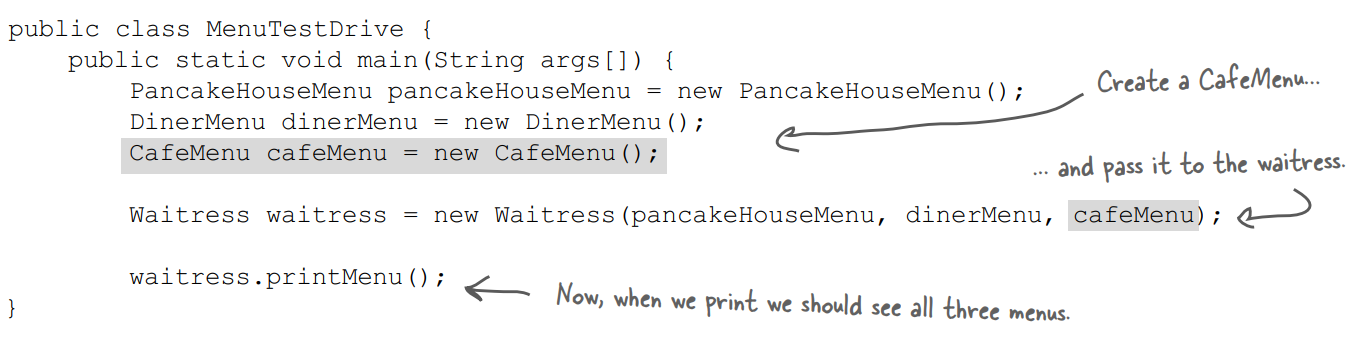 public class MenuTestDrive {
public static void main(String args[]) {
PancakeHouseMenu pancakeHouseMenu = new PancakeHouseMenu();
Create a CafeMenu...
DinerMenu dinerMenu = new DinerMenu();
CafeMenu cafeMenu = new CafeMenu();
... and pass it to the waitress.
Waitress waitress = new Waitress(pancakeHouseMenu, dinerMenu, cafeMenu);
waitress.printMenu();
Now, when we print we should see all three menus.
}